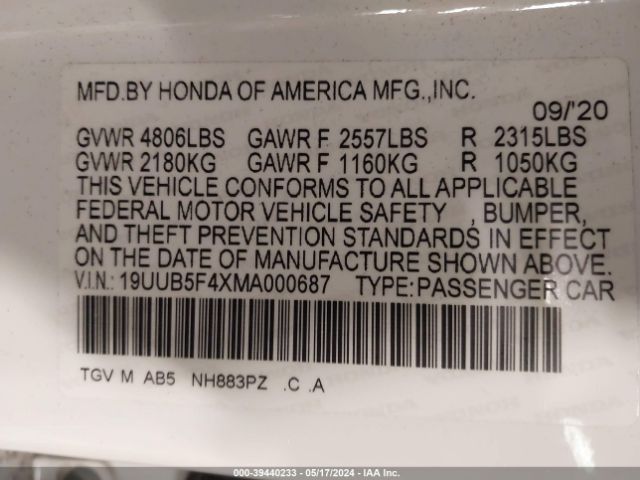 MFD.BY HONDA OF AMERICA MFG.,INC.
09/'20
GVWR 4806LBS GAWR F 2557LBS R 2315LBS
GVWR 2180KG GAWR F 1160KG R 1050KG
THIS VEHICLE CONFORMS TO ALL APPLICABLE
FEDERAL MOTOR VEHICLE SAFETY , BUMPER,
AND THEFT PREVENTION STANDARDS IN EFFECT
ON THE DATE OF MANUFACTURE SHOWN ABOVE.
V.I.N.: 19UUB5F4XMA000687 TYPE:PASSENGER CAR
TGV M AB5 NH883PZ .C .A
000-39440233 - 05/17/2024 - IAA Inc.